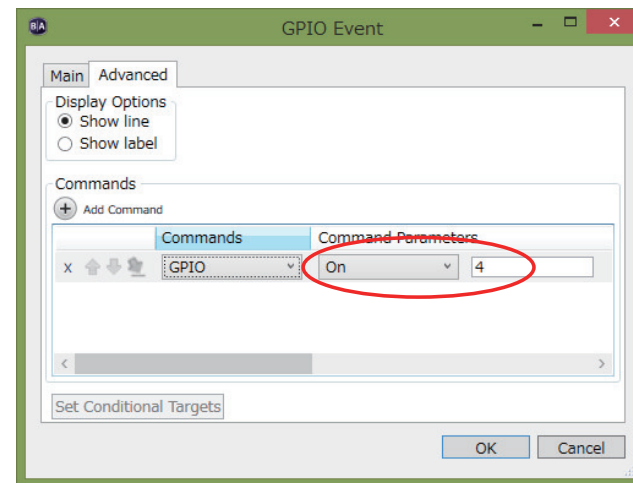 B|A
GPIO Event
Main Advanced
Display Options
Show line
Show label
Commands
+ Add Command
Commands Command Parameters
x GPIO On 4
Set Conditional Targets
OK Cancel